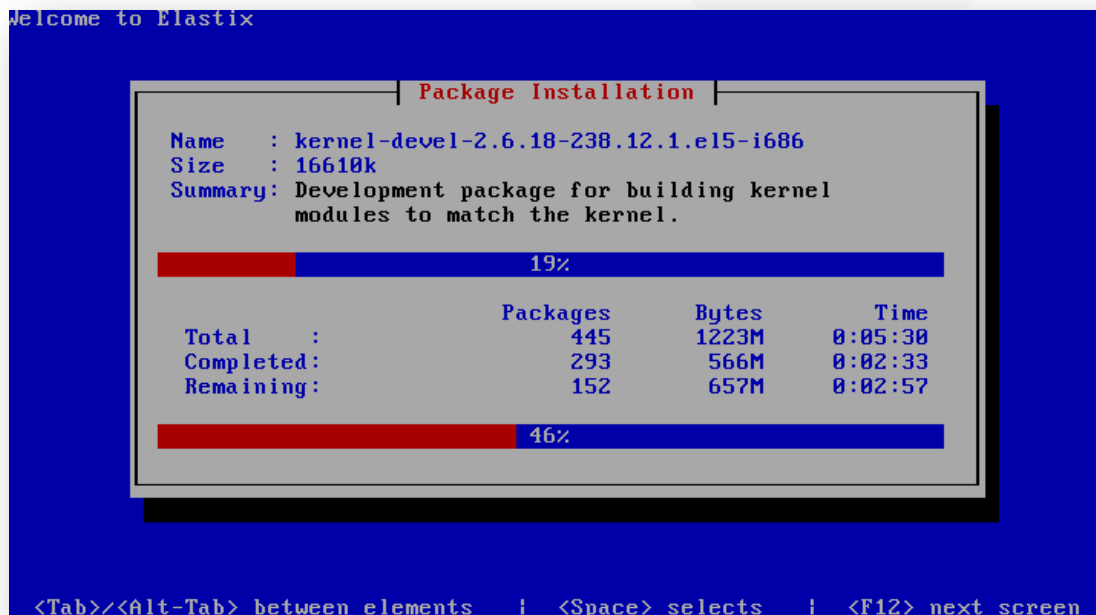 Welcome to Elastix
Package Installation
Name : kernel-devel-2.6.18-238.12.1.el5-i686
Size : 16610k
Summary: Development package for building kernel
modules to match the kernel.
19%
Packages Bytes Time
Total : 445 1223M 0:05:30
Completed: 293 566M 0:02:33
Remaining: 152 657M 0:02:57
46%
<Tab>/<Alt-Tab> between elements | <Space> selects | <F12> next screen